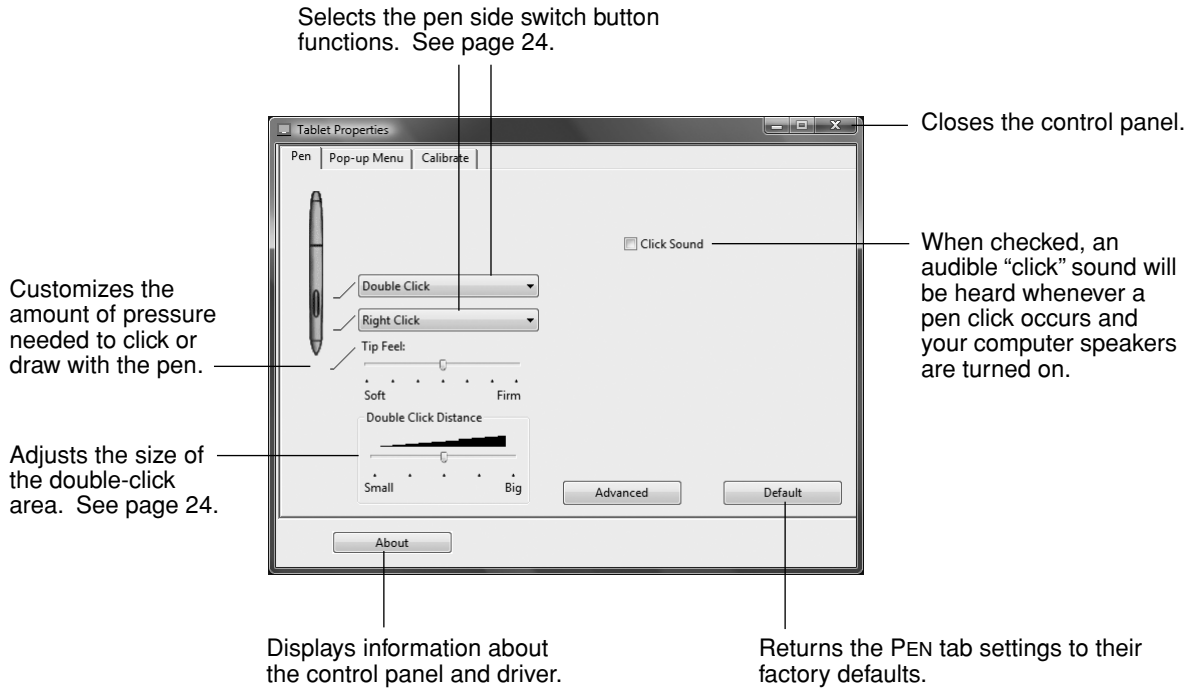 Selects the pen side switch button
functions.  See page 24.
Tablet Properties
Closes the control panel.
Pen
Pop-up Menu
Calibrate
Click Sound
When checked, an
audible “click” sound will
be heard whenever a
pen click occurs and
your computer speakers
are turned on.
Customizes the
amount of pressure
needed to click or
draw with the pen.
Double Click
Right Click
Tip Feel:
Soft
Firm
Double Click Distance
Adjusts the size of
the double-click
area.  See page 24.
Small
Big
Advanced
Default
About
Displays information about
the control panel and driver.
Returns the PEN tab settings to their
factory defaults.